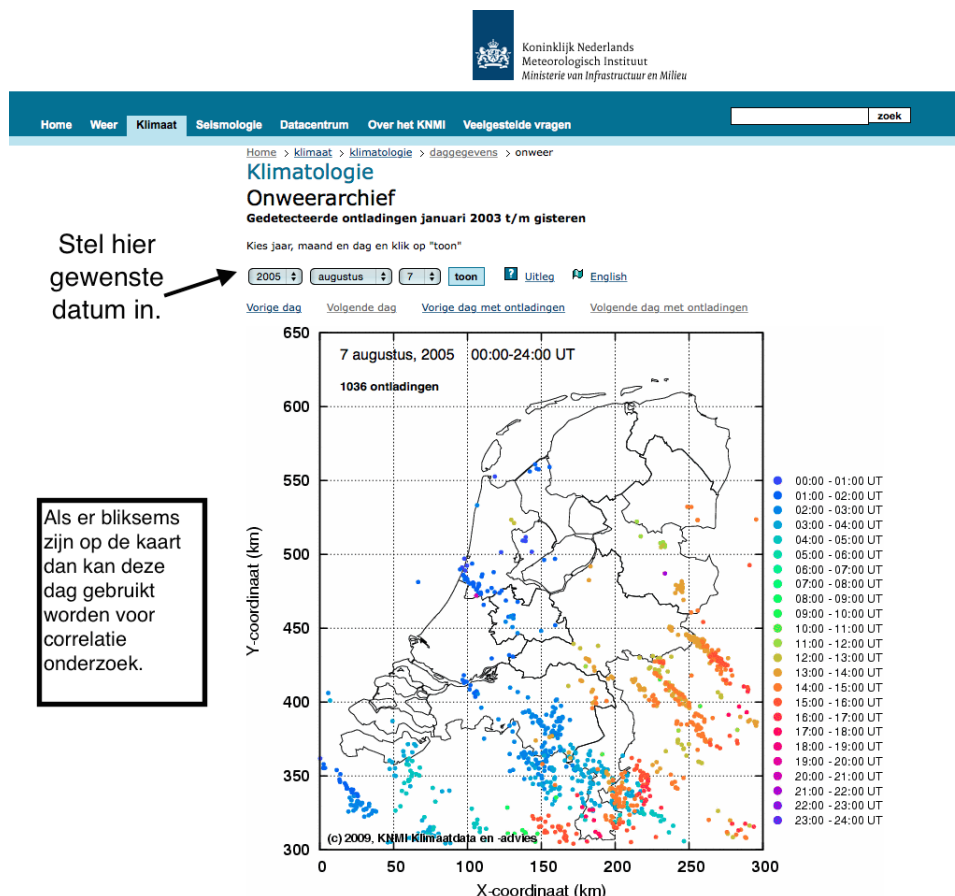 Koninklijk Nederlands
Meteorologisch Instituut
Ministerie van Infrastructuur en Milieu
Home Weer Klimaat Seismologie Datacentrum Over het KNMI Veelgestelde vragen
zoek
Home > klimaat > klimatologie > daggegevens > onweer
Klimatologie
Onweerarchief
Gedetecteerde ontladingen januari 2003 t/m gisteren
Kies jaar, maand en dag en klik op "toon"
Stel hier
gewenste
datum in.
2005 augustus 7 toon ? Uitleg English
Vorige dag Volgende dag Vorige dag met ontladingen Volgende dag met ontladingen
7 augustus, 2005 00:00-24:00 UT
1036 ontladingen
650
600
550
500
450
400
350
300
Y-coordinaat (km)
0 50 100 150 200 250 300
X-coordinaat (km)
(c) 2009, KNMI Klimaatdata en -advies
Als er bliksems
zijn op de kaart
dan kan deze
dag gebruikt
worden voor
correlatie
onderzoek.
00:00 - 01:00 UT
01:00 - 02:00 UT
02:00 - 03:00 UT
03:00 - 04:00 UT
04:00 - 05:00 UT
05:00 - 06:00 UT
06:00 - 07:00 UT
07:00 - 08:00 UT
08:00 - 09:00 UT
09:00 - 10:00 UT
10:00 - 11:00 UT
11:00 - 12:00 UT
12:00 - 13:00 UT
13:00 - 14:00 UT
14:00 - 15:00 UT
15:00 - 16:00 UT
16:00 - 17:00 UT
17:00 - 18:00 UT
18:00 - 19:00 UT
19:00 - 20:00 UT
20:00 - 21:00 UT
21:00 - 22:00 UT
22:00 - 23:00 UT
23:00 - 24:00 UT